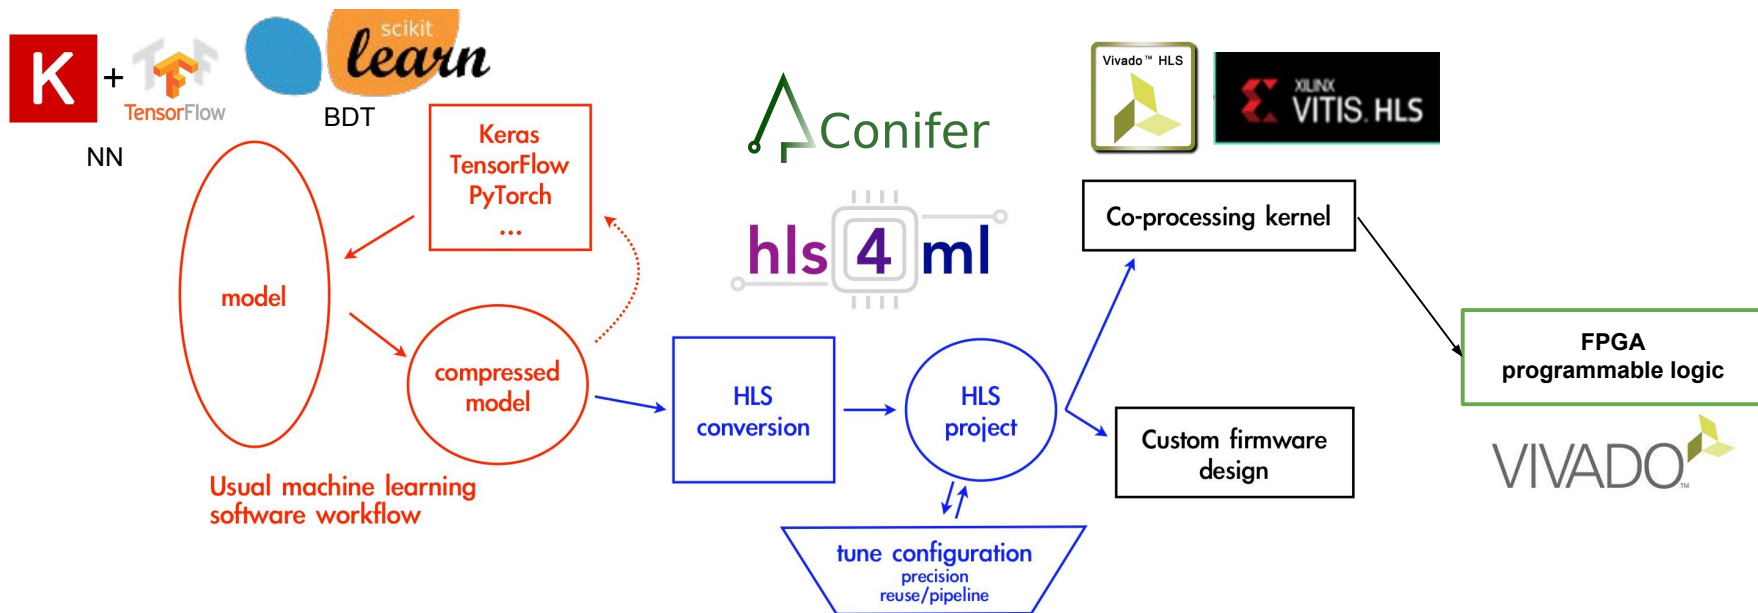 K
+
TF
TensorFlow
NN
scikit
learn
BDT
Keras
TensorFlow
PyTorch
...
model
compressed
model
Usual machine learning
software workflow
Conifer
hls 4 ml
HLS
conversion
HLS
project
tune configuration
precision
reuse/pipeline
Vivado™ HLS
XILINX
VITIS. HLS
Co-processing kernel
Custom firmware
design
FPGA
programmable logic
VIVADO™